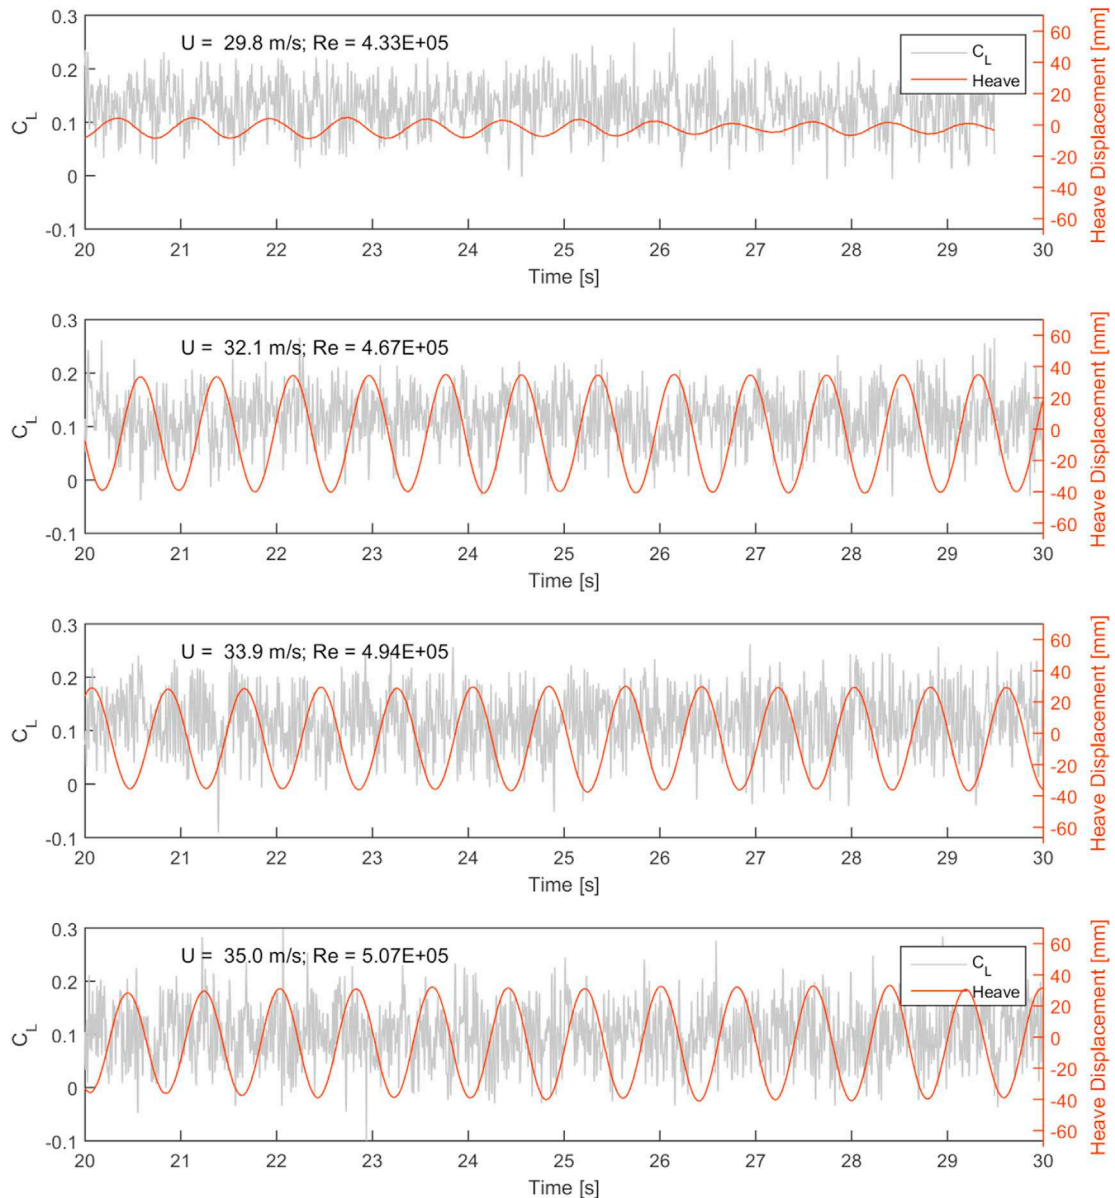 0.3
0.2
0.1
0
-0.1
C_L
U = 29.8 m/s; Re = 4.33E+05
C_L
Heave
60
40
20
0
-20
-40
-60
Heave Displacement [mm]
20 21 22 23 24 25 26 27 28 29 30
Time [s]
0.3
0.2
0.1
0
-0.1
C_L
U = 32.1 m/s; Re = 4.67E+05
60
40
20
0
-20
-40
-60
Heave Displacement [mm]
20 21 22 23 24 25 26 27 28 29 30
Time [s]
0.3
0.2
0.1
0
-0.1
C_L
U = 33.9 m/s; Re = 4.94E+05
60
40
20
0
-20
-40
-60
Heave Displacement [mm]
20 21 22 23 24 25 26 27 28 29 30
Time [s]
0.3
0.2
0.1
0
-0.1
C_L
U = 35.0 m/s; Re = 5.07E+05
C_L
Heave
60
40
20
0
-20
-40
-60
Heave Displacement [mm]
20 21 22 23 24 25 26 27 28 29 30
Time [s]